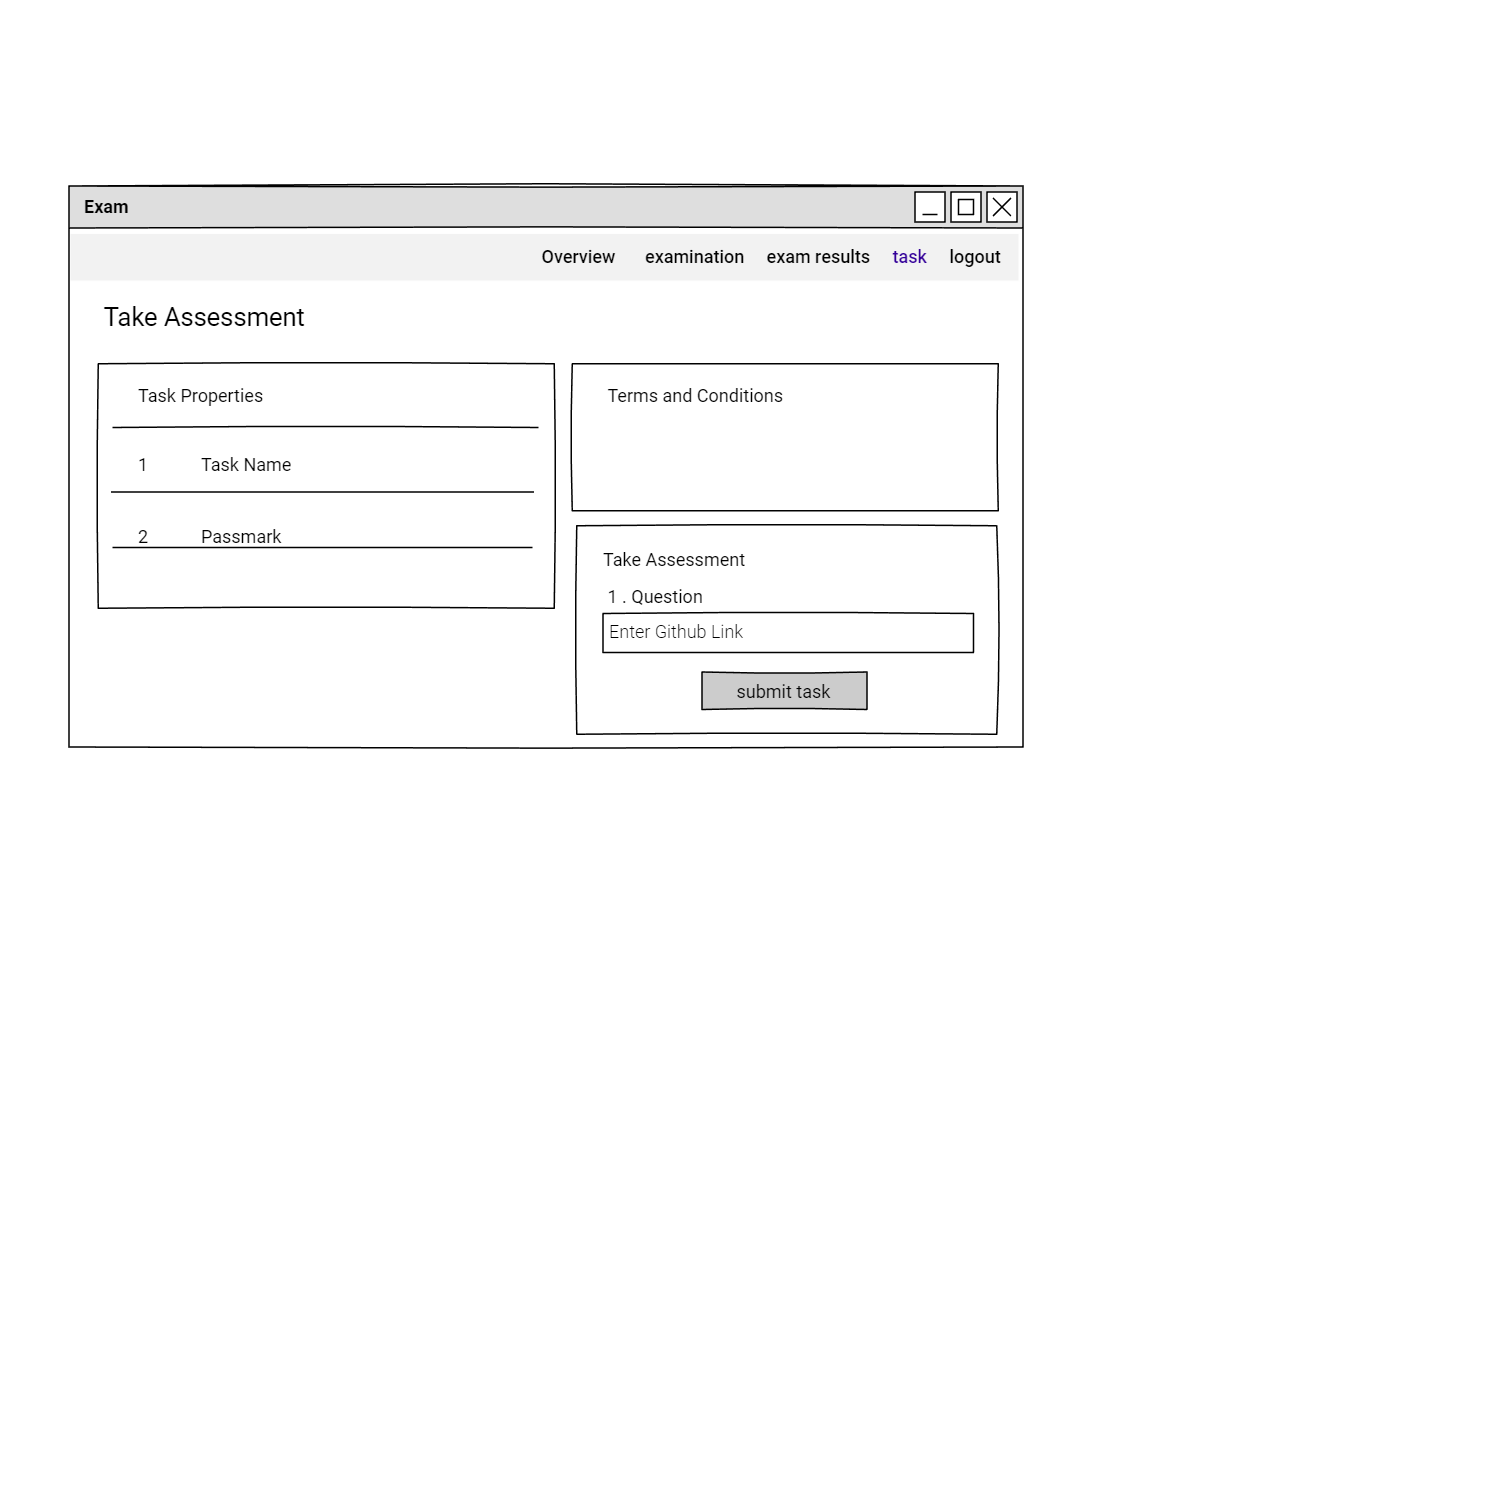 Exam
Overview examination exam results task logout
Take Assessment
Task Properties
1 Task Name
2 Passmark
Terms and Conditions
Take Assessment
1 . Question
Enter Github Link
submit task